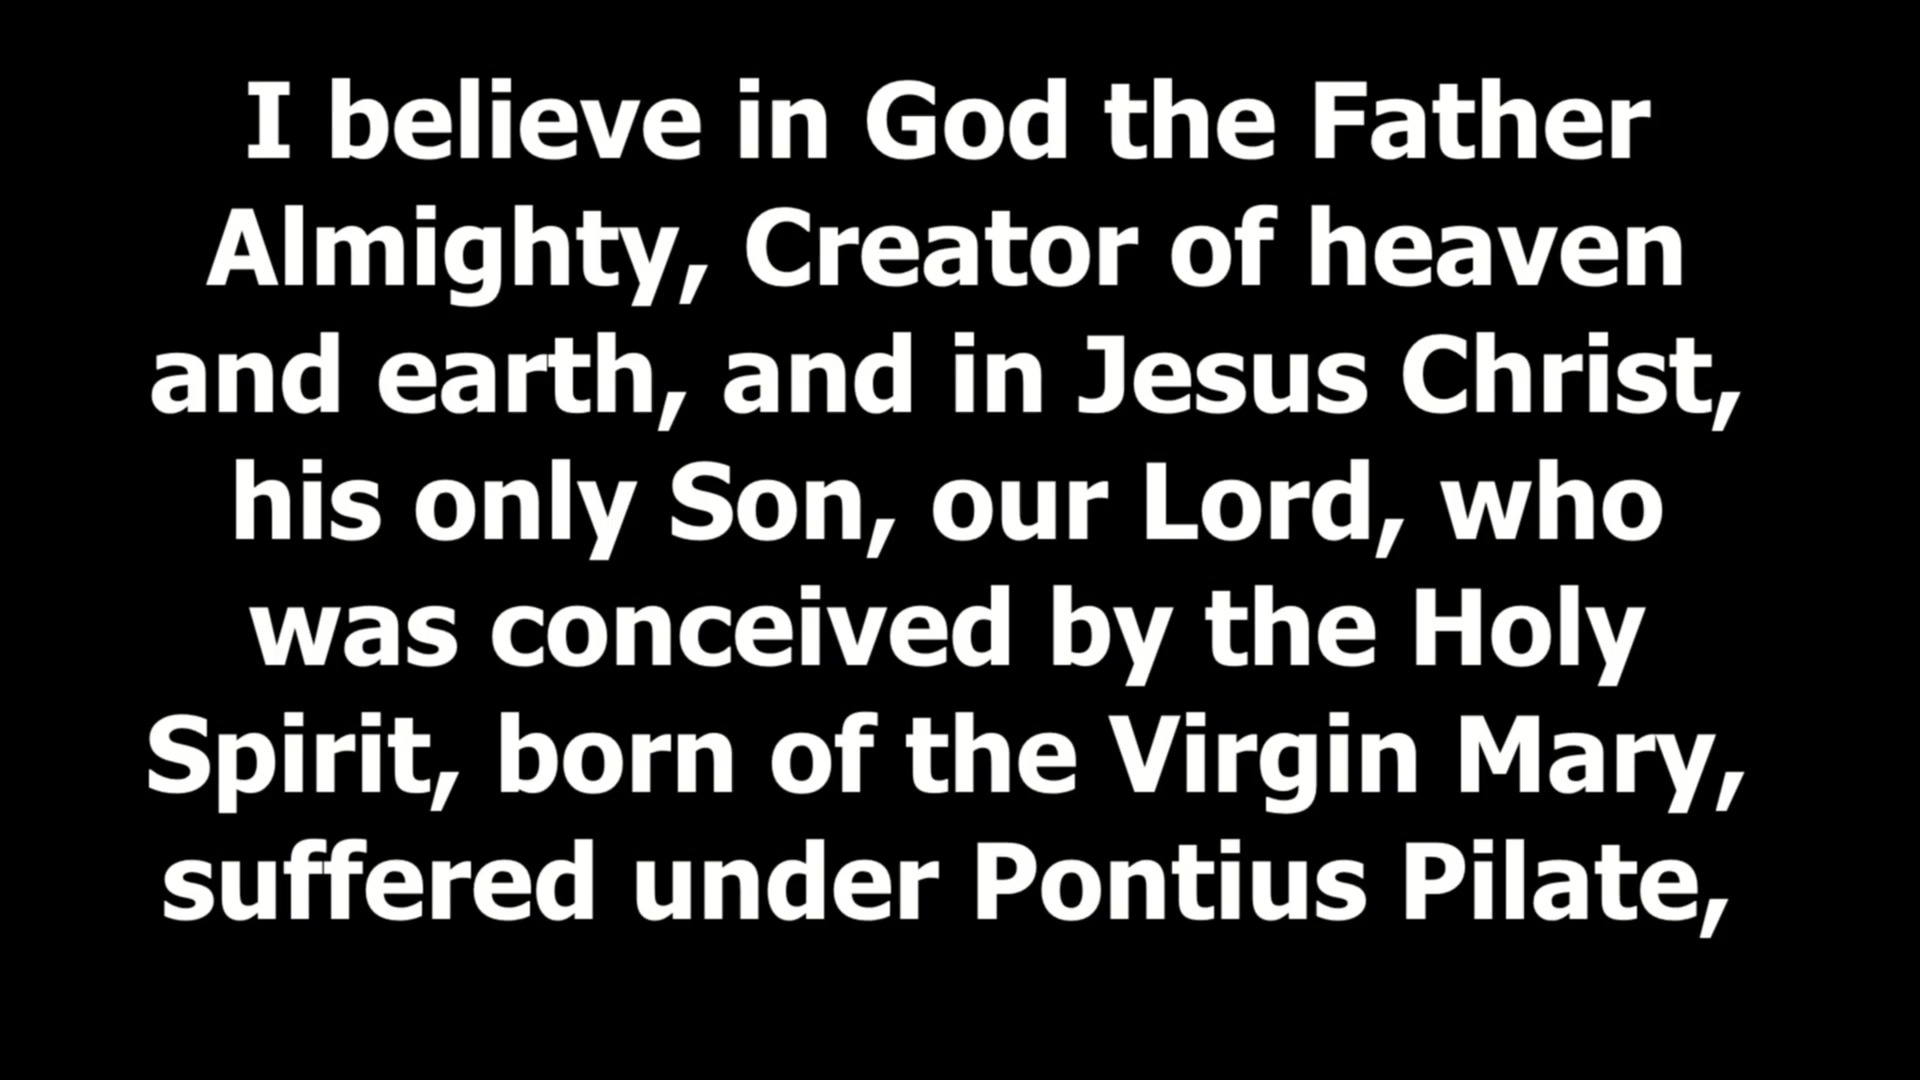 I believe in God the Father
Almighty, Creator of heaven
and earth, and in Jesus Christ,
his only Son, our Lord, who
was conceived by the Holy
Spirit, born of the Virgin Mary,
suffered under Pontius Pilate,